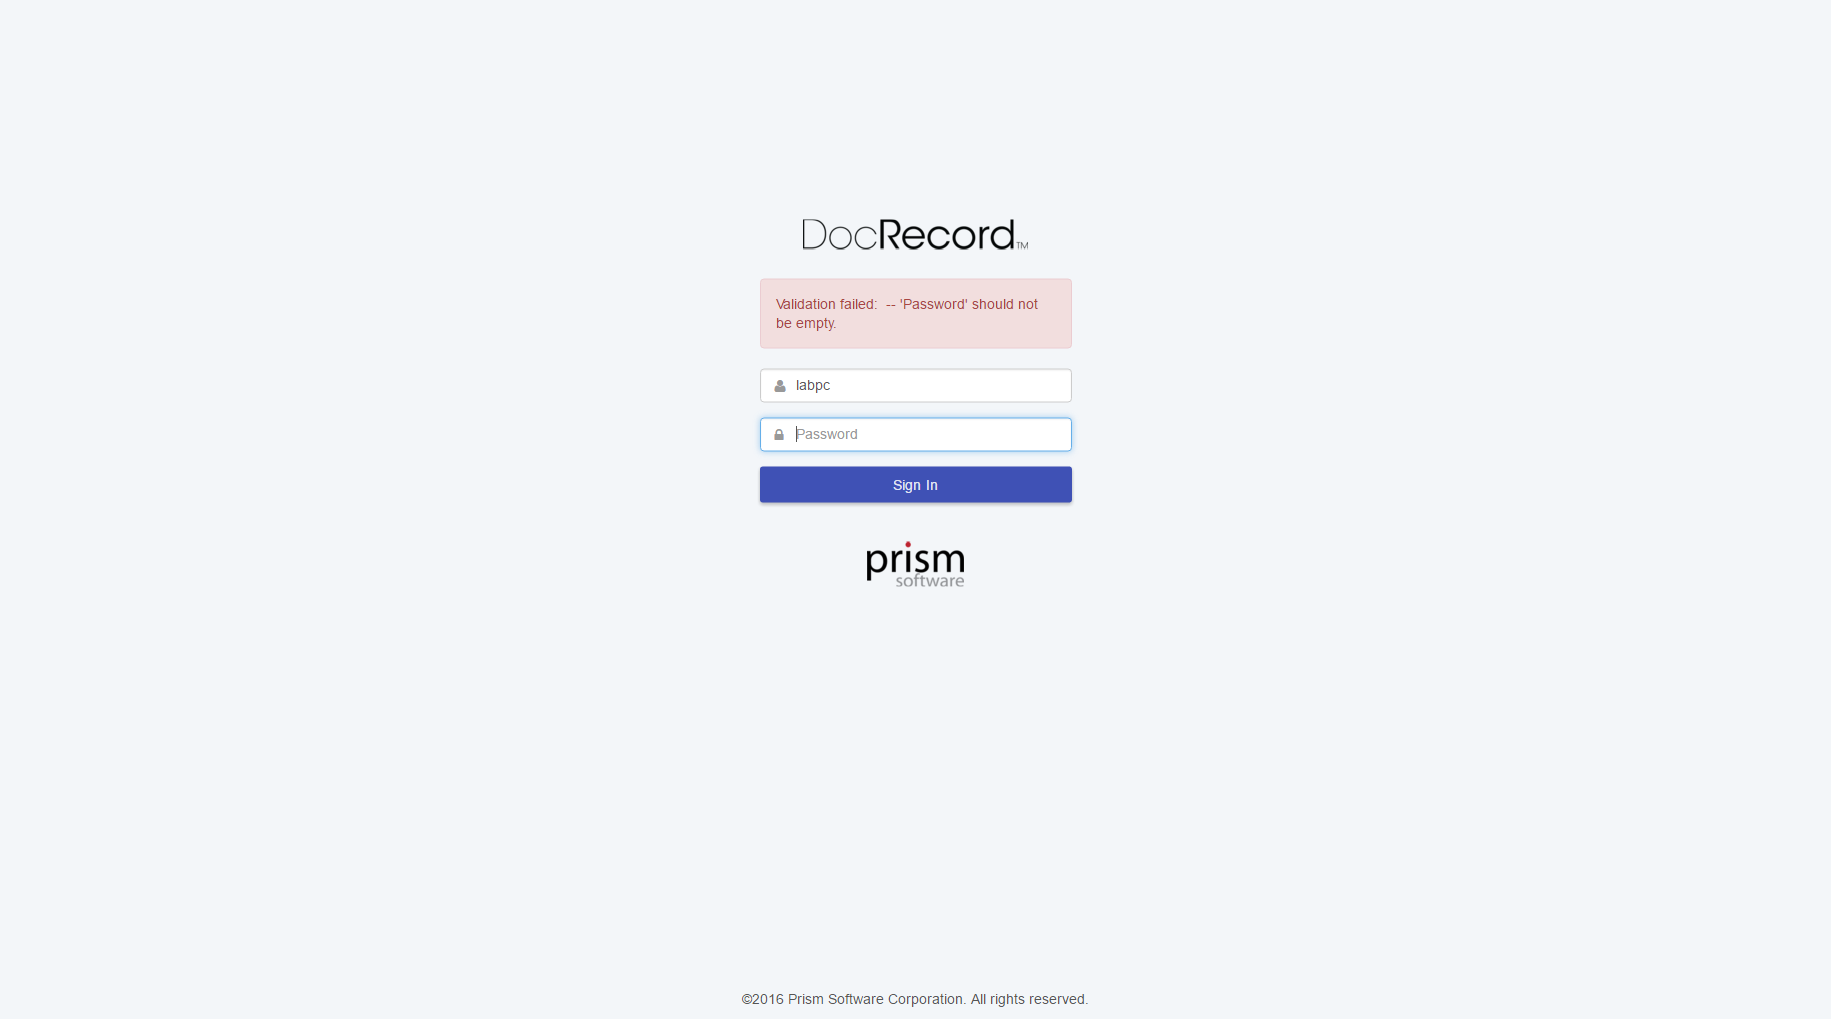 DocRecord™
Validation failed:  -- 'Password' should not
be empty.
labpc
Password
Sign In
prism
software
©2016 Prism Software Corporation. All rights reserved.